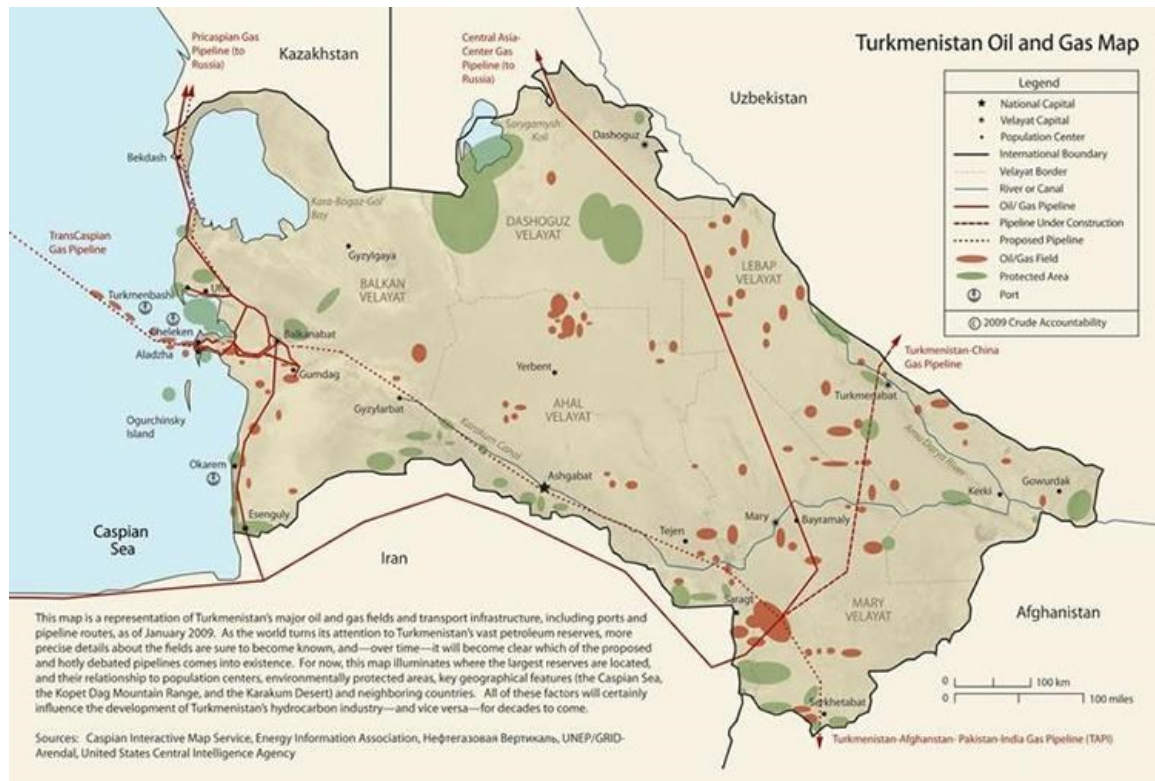 Turkmenistan Oil and Gas Map
Legend
National Capital
Velayat Capital
Population Center
International Boundary
Velayat Border
River or Canal
Oil/ Gas Pipeline
Pipeline Under Construction
Proposed Pipeline
Oil/Gas Field
Protected Area
Port
© 2009 Crude Accountability
Pricaspian Gas
Pipeline (to
Russia)
Kazakhstan
Central Asia-
Center Gas
Pipeline (to
Russia)
Uzbekistan
Sarygamysh
Koli
Dashoguz
Bekdash
Kara-Bogaz-Gol
Bay
DASHOGUZ
VELAYAT
TransCaspian
Gas Pipeline
Gyzylgaya
BALKAN
VELAYAT
LEBAP
VELAYAT
Turkmenbashi
Ufra
Cheleken
Aladzha
Balkanabat
Gumdag
Turkmenistan-China
Gas Pipeline
Yerbent
Turkmenabat
Gyzylarbat
AHAL
VELAYAT
Ogurchinsky
Island
Karakum Canal
Amu Darya River
Okarem
Ashgabat
Kerki
Gowurdak
Esenguly
Mary
Bayramaly
Tejen
Caspian
Sea
Iran
Saragt
MARY
VELAYAT
Afghanistan
Serkhetabat
0 100 km
0 100 miles
Turkmenistan-Afghanstan- Pakistan-India Gas Pipeline (TAPI)
This map is a representation of Turkmenistan's major oil and gas fields and transport infrastructure, including ports and
pipeline routes, as of January 2009. As the world turns its attention to Turkmenistan's vast petroleum reserves, more
precise details about the fields are sure to become known, and—over time—it will become clear which of the proposed
and hotly debated pipelines comes into existence. For now, this map illuminates where the largest reserves are located,
and their relationship to population centers, environmentally protected areas, key geographical features (the Caspian Sea,
the Kopet Dag Mountain Range, and the Karakum Desert) and neighboring countries. All of these factors will certainly
influence the development of Turkmenistan's hydrocarbon industry—and vice versa—for decades to come.
Sources: Caspian Interactive Map Service, Energy Information Association, Нефтегазовая Вертикаль, UNEP/GRID-
Arendal, United States Central Intelligence Agency